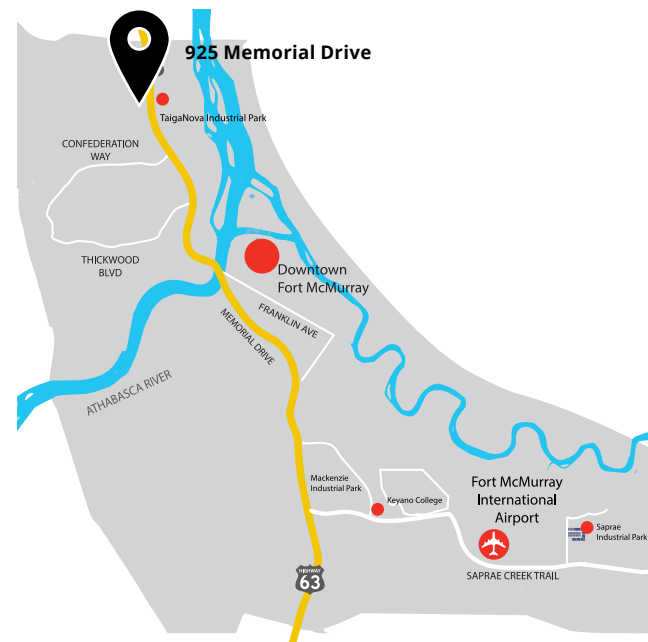 925 Memorial Drive
TaigaNova Industrial Park
CONFEDERATION
WAY
THICKWOOD
BLVD
Downtown
Fort McMurray
FRANKLIN AVE
MEMORIAL DRIVE
ATHABASCA RIVER
Mackenzie
Industrial Park
Keyano College
Fort McMurray
International
Airport
Saprae
Industrial Park
SAPRAE CREEK TRAIL
HIGHWAY
63